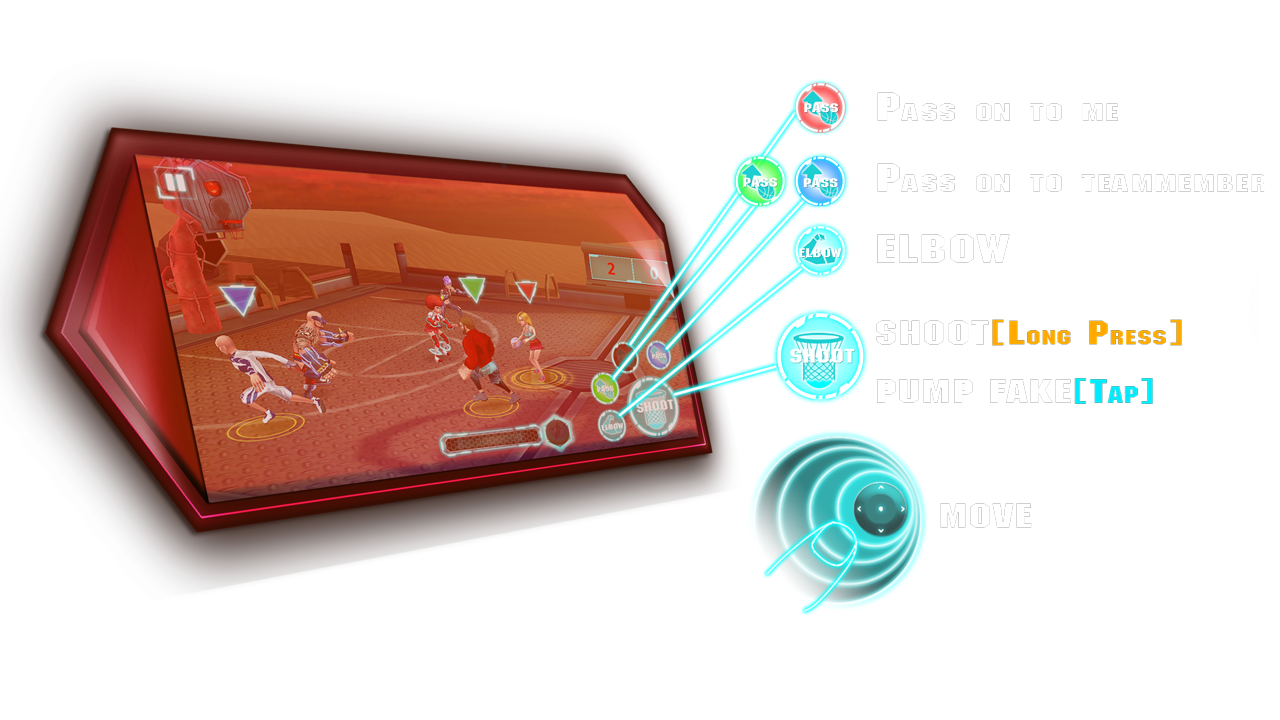 PASS
PASS ON TO ME
PASS
PASS
PASS ON TO TEAMMEMBER
ELBOW
ELBOW
2
0
SHOOT
SHOOT[LONG PRESS]
PASS
PASS
PUMP FAKE[TAP]
SHOOT
ELBOW
MOVE